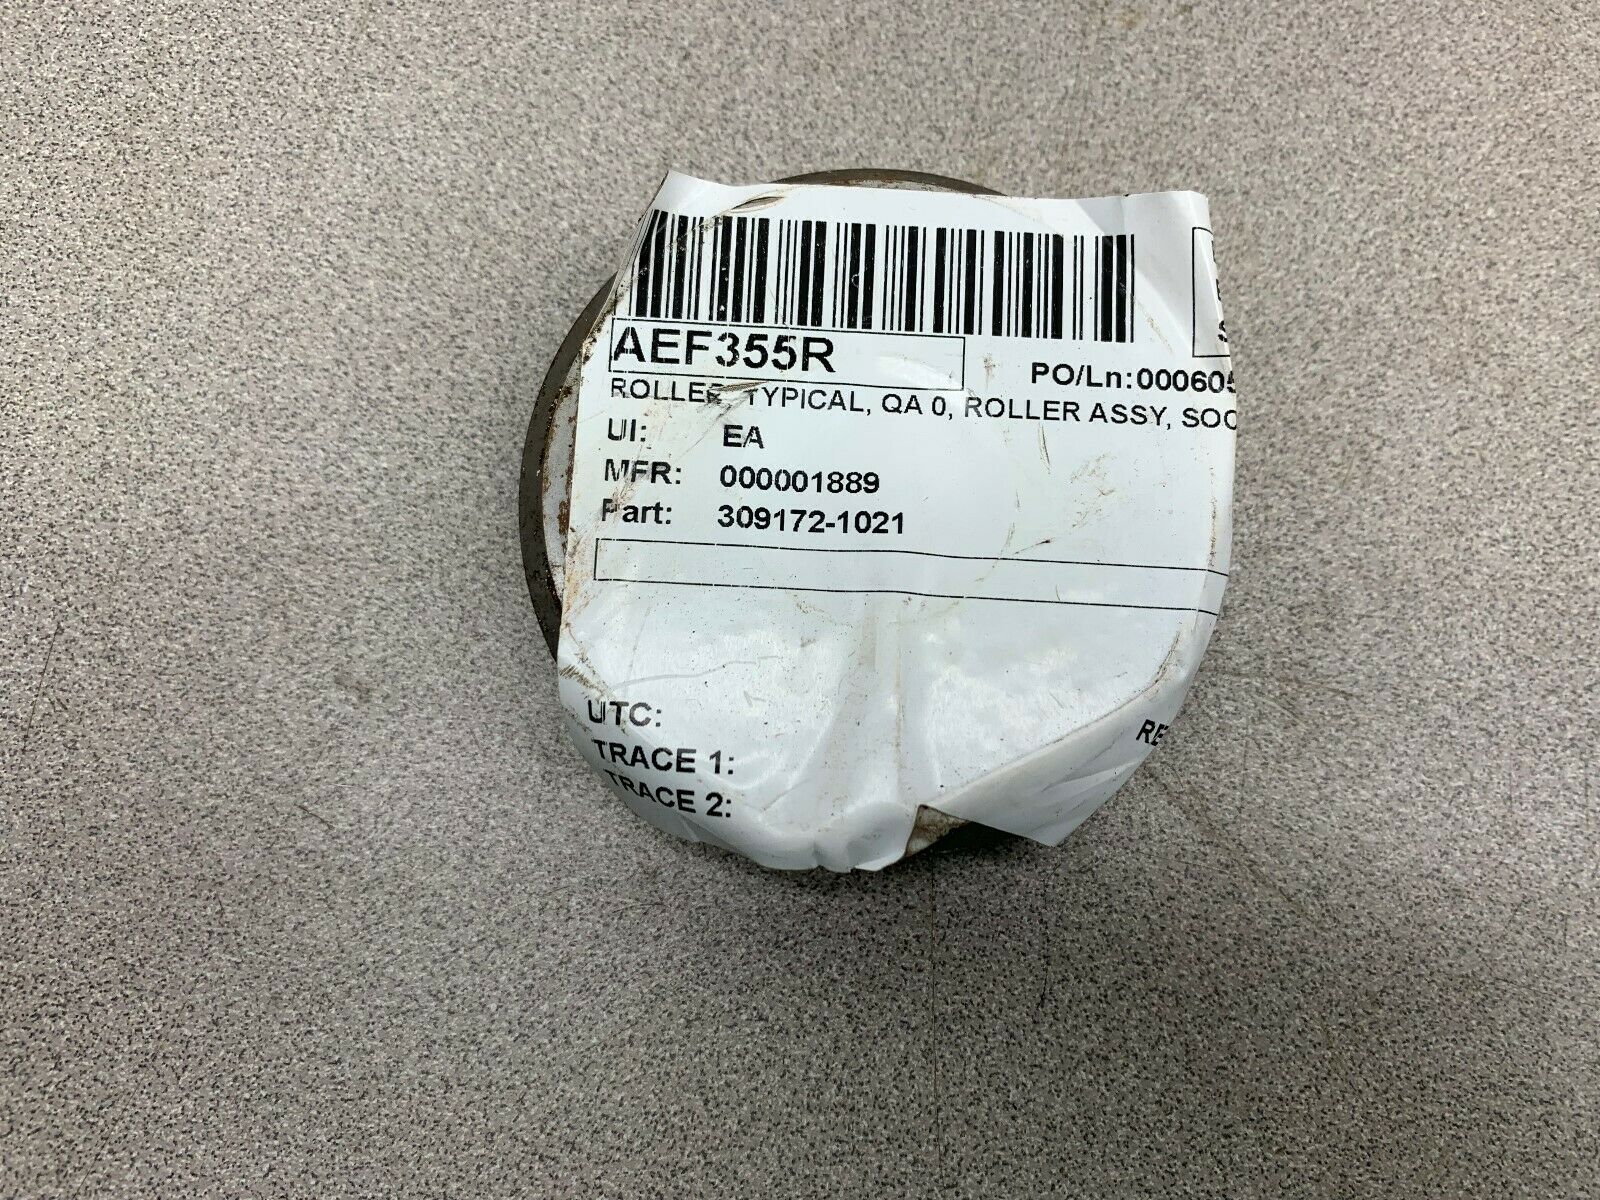 AEF355R
PO/Ln:000605
ROLLER, TYPICAL, QA 0, ROLLER ASSY, SOC
UI: EA
MFR: 000001889
Part: 309172-1021
UTC:
TRACE 1:
TRACE 2:
RE